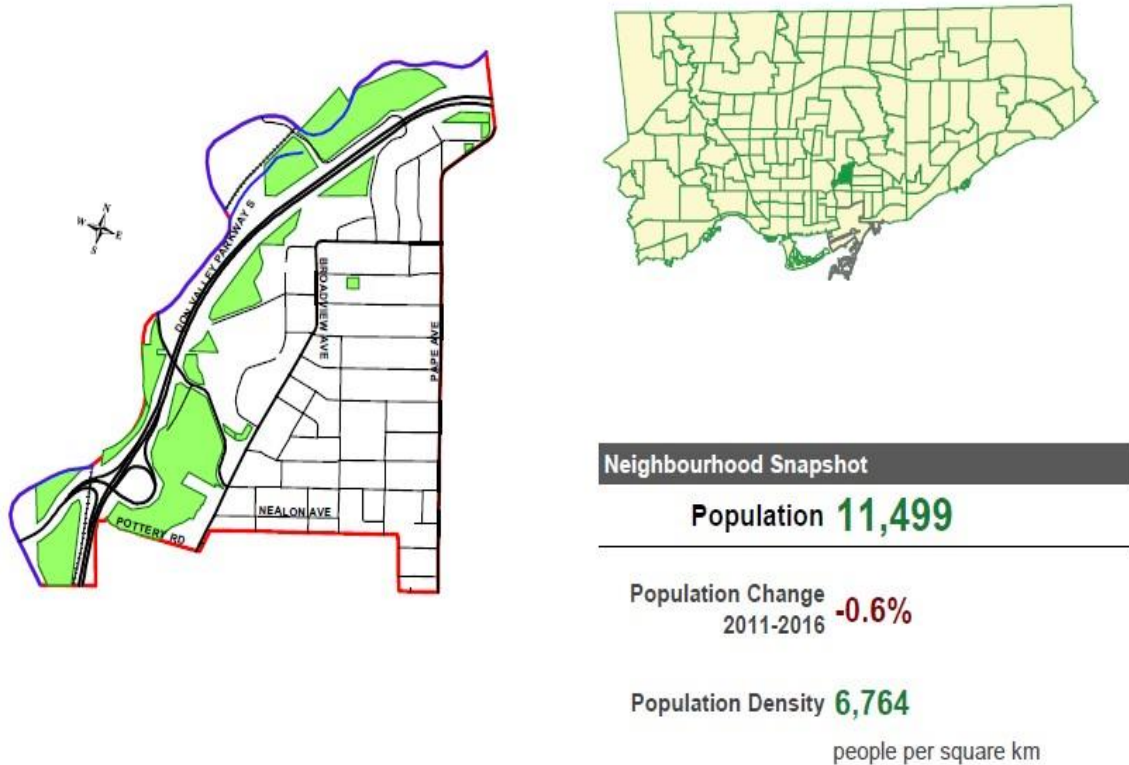 N
W
E
S
DON VALLEY PARKWAY S
BROADVIEW AVE
PAPE AVE
NEALON AVE
POTTERY RD
Neighbourhood Snapshot
Population 11,499
Population Change
2011-2016
-0.6%
Population Density 6,764
people per square km